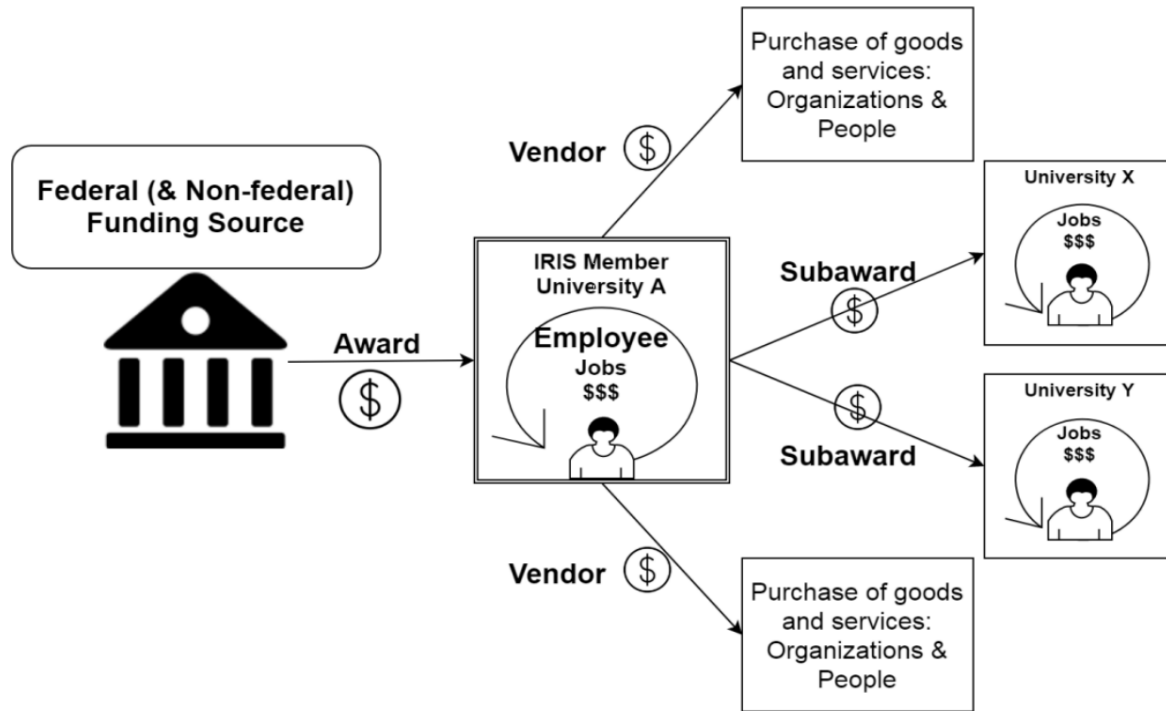 Federal (& Non-federal)
Funding Source
Award
$
IRIS Member
University A
Employee
Jobs
$$$
Vendor $
Purchase of goods
and services:
Organizations &
People
Subaward
$
University X
Jobs
$$$
$
Subaward
University Y
Jobs
$$$
Vendor $
Purchase of goods
and services:
Organizations &
People